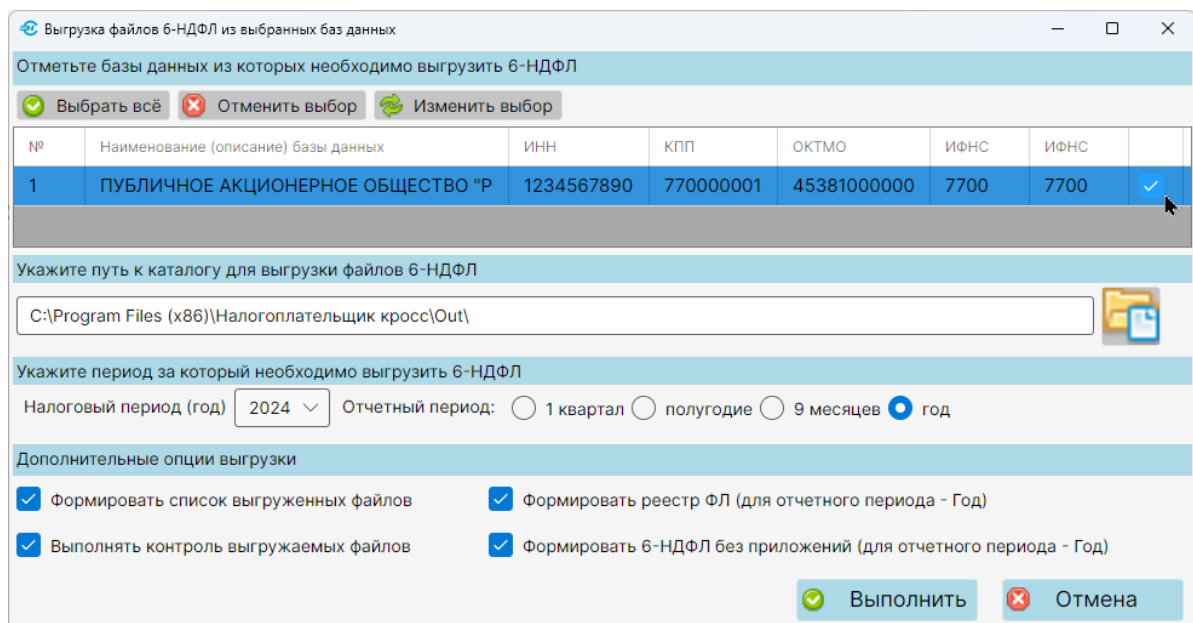 Выгрузка файлов 6-НДФЛ из выбранных баз данных
Отметьте базы данных из которых необходимо выгрузить 6-НДФЛ
Выбрать всё Отменить выбор Изменить выбор
№ Наименование (описание) базы данных ИНН КПП ОКТМО ИФНС ИФНС
1 ПУБЛИЧНОЕ АКЦИОНЕРНОЕ ОБЩЕСТВО "Р 1234567890 770000001 45381000000 7700 7700
Укажите путь к каталогу для выгрузки файлов 6-НДФЛ
C:\Program Files (x86)\Налогоплательщик кросс\Out\
Укажите период за который необходимо выгрузить 6-НДФЛ
Налоговый период (год) 2024 Отчетный период: 1 квартал полугодие 9 месяцев год
Дополнительные опции выгрузки
Формировать список выгруженных файлов Формировать реестр ФЛ (для отчетного периода - Год)
Выполнять контроль выгружаемых файлов Формировать 6-НДФЛ без приложений (для отчетного периода - Год)
Выполнить Отмена